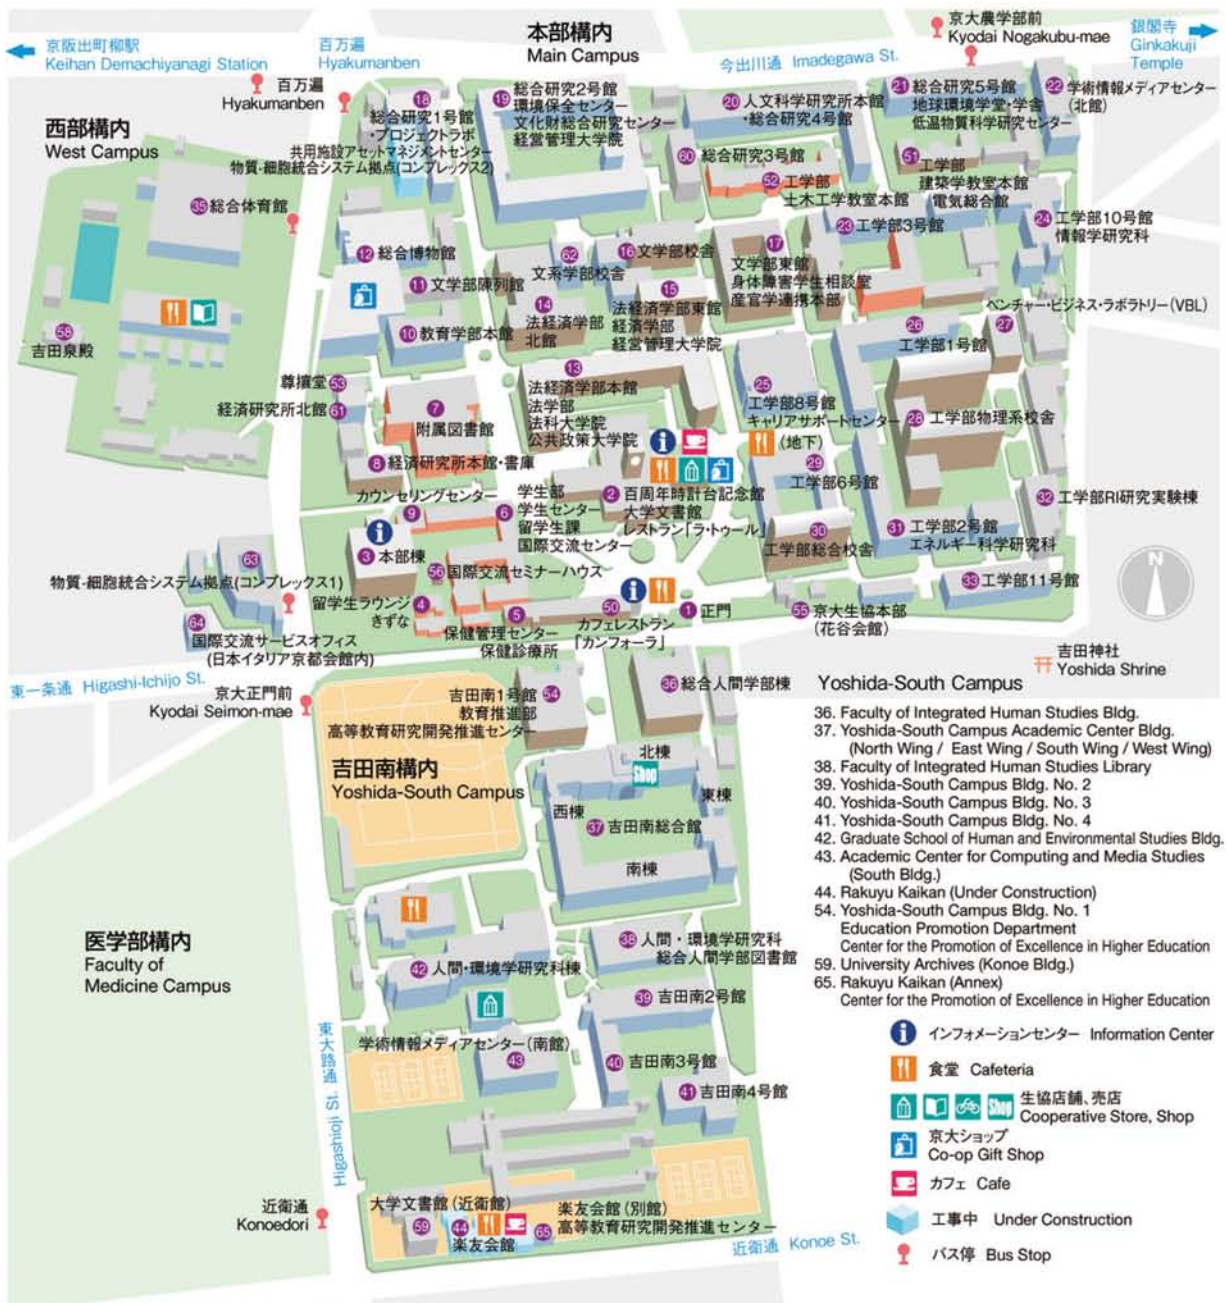 本部構内
Main Campus
京阪出町柳駅
Keihan Demachiyanagi Station
百万遍
Hyakumanben
百万遍
Hyakumanben
京大農学部前
Kyodai Nogakubu-mae
銀閣寺
Ginkakuji
Temple
今出川通 Imadegawa St.
西部構内
West Campus
18
総合研究1号館
・プロジェクトラボ
共用施設アセットマネジメントセンター
物質-細胞統合システム拠点(コンプレックス2)
19 総合研究2号館
環境保全センター
文化財総合研究センター
経営管理大学院
20 人文科学研究所本館
・総合研究4号館
21 総合研究5号館
地球環境学堂・学舎
低温物質科学研究センター
22 学術情報メディアセンター
(北館)
60 総合研究3号館
52 工学部
土木工学教室本館
51 工学部
建築学教室本館
電気総合館
35 総合体育館
23 工学部3号館
24 工学部10号館
情報学研究科
12 総合博物館
62
文系学部校舎
16 文学部校舎
17
文学部東館
身体障害学生相談室
産官学連携本部
11 文学部陳列館
14
法経済学部
北館
15
法経済学部東館
経済学部
経営管理大学院
ベンチャー・ビジネス・ラボラトリー(VBL)
27
58
吉田泉殿
10 教育学部本館
26
工学部1号館
13
法経済学部本館
法学部
法科大学院
公共政策大学院
尊攘堂 53
経済研究所北館 61
7
附属図書館
25
工学部8号館
キャリアサポートセンター
(地下)
28 工学部物理系校舎
8 経済研究所本館・書庫
29
工学部6号館
カウンセリングセンター
9
学生部
6 学生センター
留学生課
国際交流センター
2 百周年時計台記念館
大学文書館
レストラン「ラ・トゥール」
32 工学部RI研究実験棟
30
工学部総合校舎
31 工学部2号館
エネルギー科学研究科
3 本部棟
63
物質-細胞統合システム拠点(コンプレックス1)
56 国際交流セミナーハウス
33 工学部11号館
N
留学生ラウンジ 4
きずな
5
保健管理センター
保健診療所
50
カフェレストラン
「カンフォーラ」
1 正門
55 京大生協本部
(花谷会館)
64
国際交流サービスオフィス
(日本イタリア京都会館内)
吉田神社
Yoshida Shrine
東一条通 Higashi-Ichijo St.
京大正門前
Kyodai Seimon-mae
吉田南1号館 54
教育推進部
高等教育研究開発推進センター
36 総合人間学部棟
吉田南構内
Yoshida-South Campus
北棟
Shop
東棟
西棟
37 吉田南総合館
南棟
Yoshida-South Campus
36. Faculty of Integrated Human Studies Bldg.
37. Yoshida-South Campus Academic Center Bldg.
(North Wing / East Wing / South Wing / West Wing)
38. Faculty of Integrated Human Studies Library
39. Yoshida-South Campus Bldg. No. 2
40. Yoshida-South Campus Bldg. No. 3
41. Yoshida-South Campus Bldg. No. 4
42. Graduate School of Human and Environmental Studies Bldg.
43. Academic Center for Computing and Media Studies
(South Bldg.)
44. Rakuyu Kaikan (Under Construction)
54. Yoshida-South Campus Bldg. No. 1
Education Promotion Department
Center for the Promotion of Excellence in Higher Education
59. University Archives (Konoe Bldg.)
65. Rakuyu Kaikan (Annex)
Center for the Promotion of Excellence in Higher Education
医学部構内
Faculty of
Medicine Campus
38 人間・環境学研究科
総合人間学部図書館
42 人間・環境学研究科棟
39 吉田南2号館
東大路通
Higashioji St.
学術情報メディアセンター(南館)
43
40 吉田南3号館
41 吉田南4号館
近衛通
Konoedori
大学文書館(近衛館)
59
44
楽友会館
65
楽友会館(別館)
高等教育研究開発推進センター
近衛通 Konoe St.
インフォメーションセンター Information Center
食堂 Cafeteria
Shop
生協店舗、売店
Cooperative Store, Shop
京大ショップ
Co-op Gift Shop
カフェ Cafe
工事中 Under Construction
バス停 Bus Stop